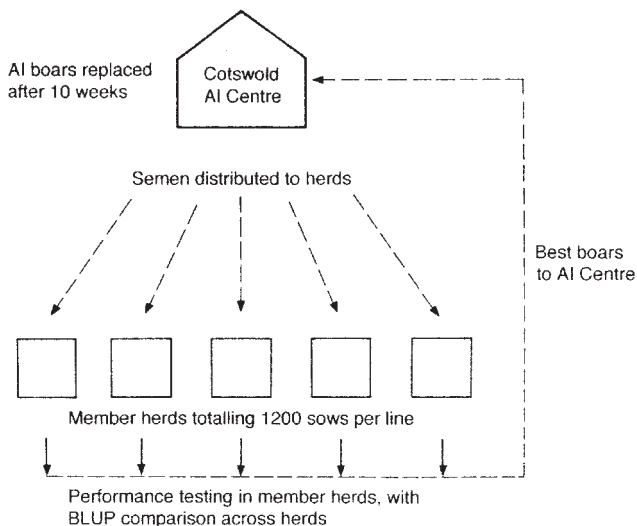 AI boars replaced
after 10 weeks
Cotswold
AI Centre
Semen distributed to herds
Best boars
to AI Centre
Member herds totalling 1200 sows per line
Performance testing in member herds, with
BLUP comparison across herds